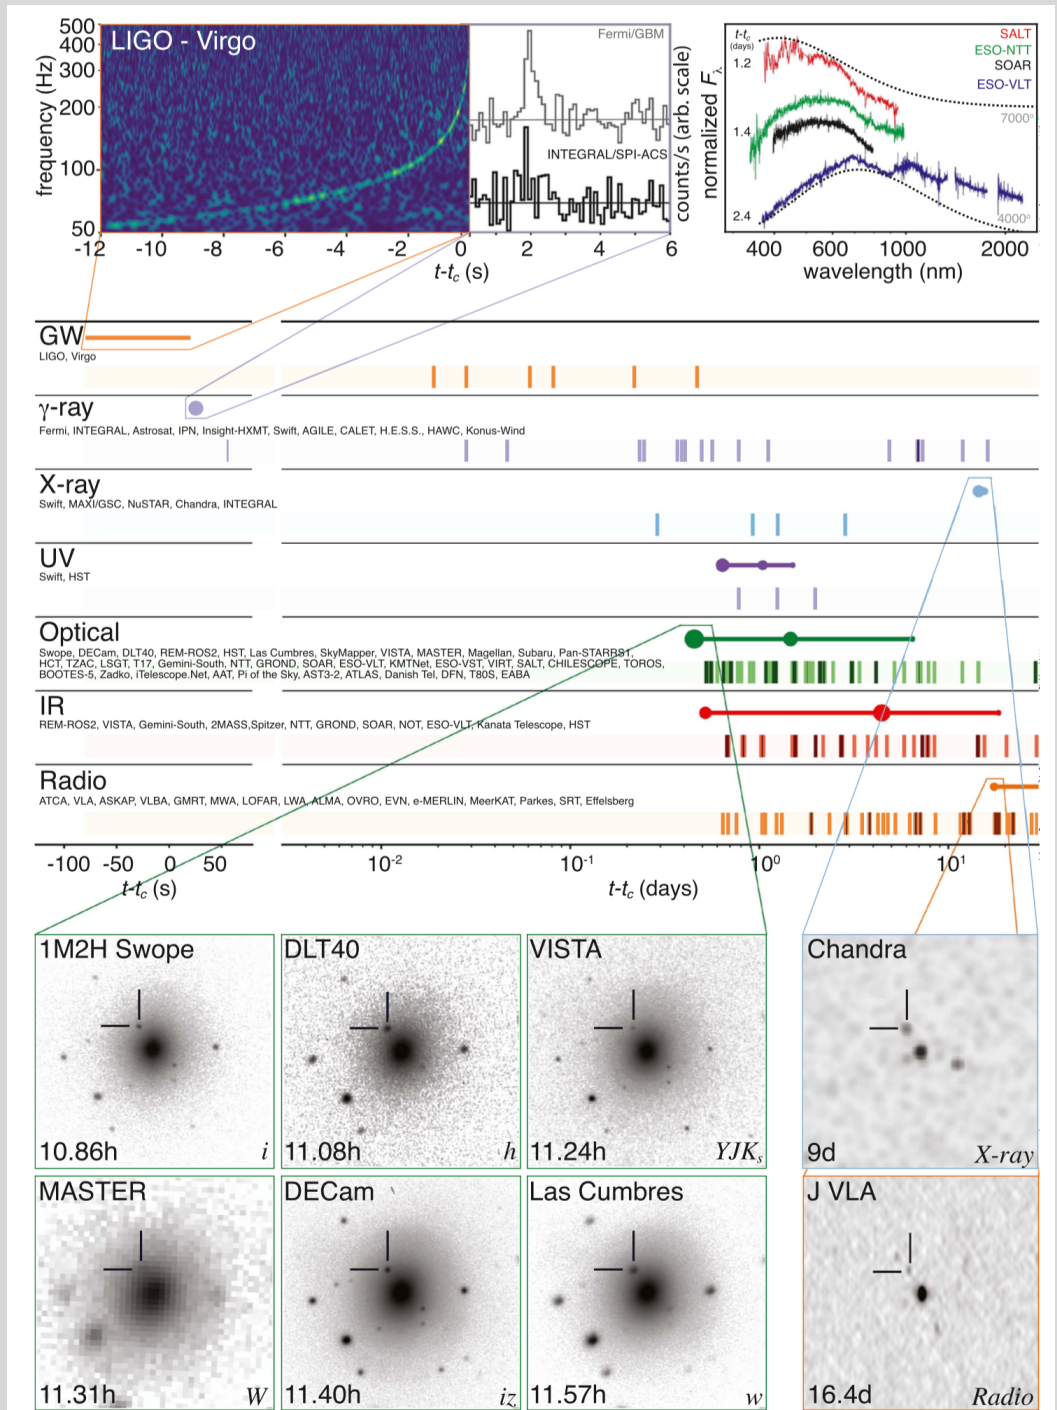 LIGO - Virgo
frequency (Hz)
500
400
300
200
100
50
-12 -10 -8 -6 -4 -2 0 2 4 6
t-tc (s)
Fermi/GBM
INTEGRAL/SPI-ACS
counts/s (arb. scale)
normalized Fλ
t-tc
(days)
1.2
1.4
2.4
SALT
ESO-NTT
SOAR
ESO-VLT
7000°
4000°
400 600 1000 2000
wavelength (nm)
GW
LIGO, Virgo
γ-ray
Fermi, INTEGRAL, Astrosat, IPN, Insight-HXMT, Swift, AGILE, CALET, H.E.S.S., HAWC, Konus-Wind
X-ray
Swift, MAXI/GSC, NuSTAR, Chandra, INTEGRAL
UV
Swift, HST
Optical
Swope, DECam, DLT40, REM-ROS2, HST, Las Cumbres, SkyMapper, VISTA, MASTER, Magellan, Subaru, Pan-STARRS1,
HCT, TZAC, LSGT, T17, Gemini-South, NTT, GROND, SOAR, ESO-VLT, KMTNet, ESO-VST, VIRT, SALT, CHILESCOPE, TOROS,
BOOTES-5, Zadko, iTelescope.Net, AAT, Pi of the Sky, AST3-2, ATLAS, Danish Tel, DFN, T80S, EABA
IR
REM-ROS2, VISTA, Gemini-South, 2MASS,Spitzer, NTT, GROND, SOAR, NOT, ESO-VLT, Kanata Telescope, HST
Radio
ATCA, VLA, ASKAP, VLBA, GMRT, MWA, LOFAR, LWA, ALMA, OVRO, EVN, e-MERLIN, MeerKAT, Parkes, SRT, Effelsberg
-100 -50 0 50
t-tc (s)
10⁻² 10⁻¹ 10⁰ 10¹
t-tc (days)
1M2H Swope
10.86h i
DLT40
11.08h h
VISTA
11.24h YJKs
Chandra
9d X-ray
MASTER
11.31h W
DECam
11.40h iz
Las Cumbres
11.57h w
J VLA
16.4d Radio